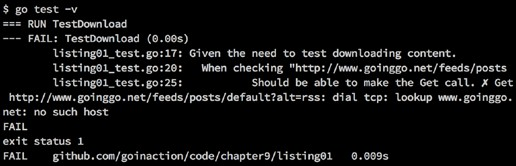 $ go test -v
=== RUN TestDownload
--- FAIL: TestDownload (0.00s)
listing01_test.go:17: Given the need to test downloading content.
listing01_test.go:20: When checking "http://www.goinggo.net/feeds/posts
listing01_test.go:25: Should be able to make the Get call. ✗ Get
http://www.goinggo.net/feeds/posts/default?alt=rss: dial tcp: lookup www.goinggo.
net: no such host
FAIL
exit status 1
FAIL github.com/goinaction/code/chapter9/listing01 0.009s